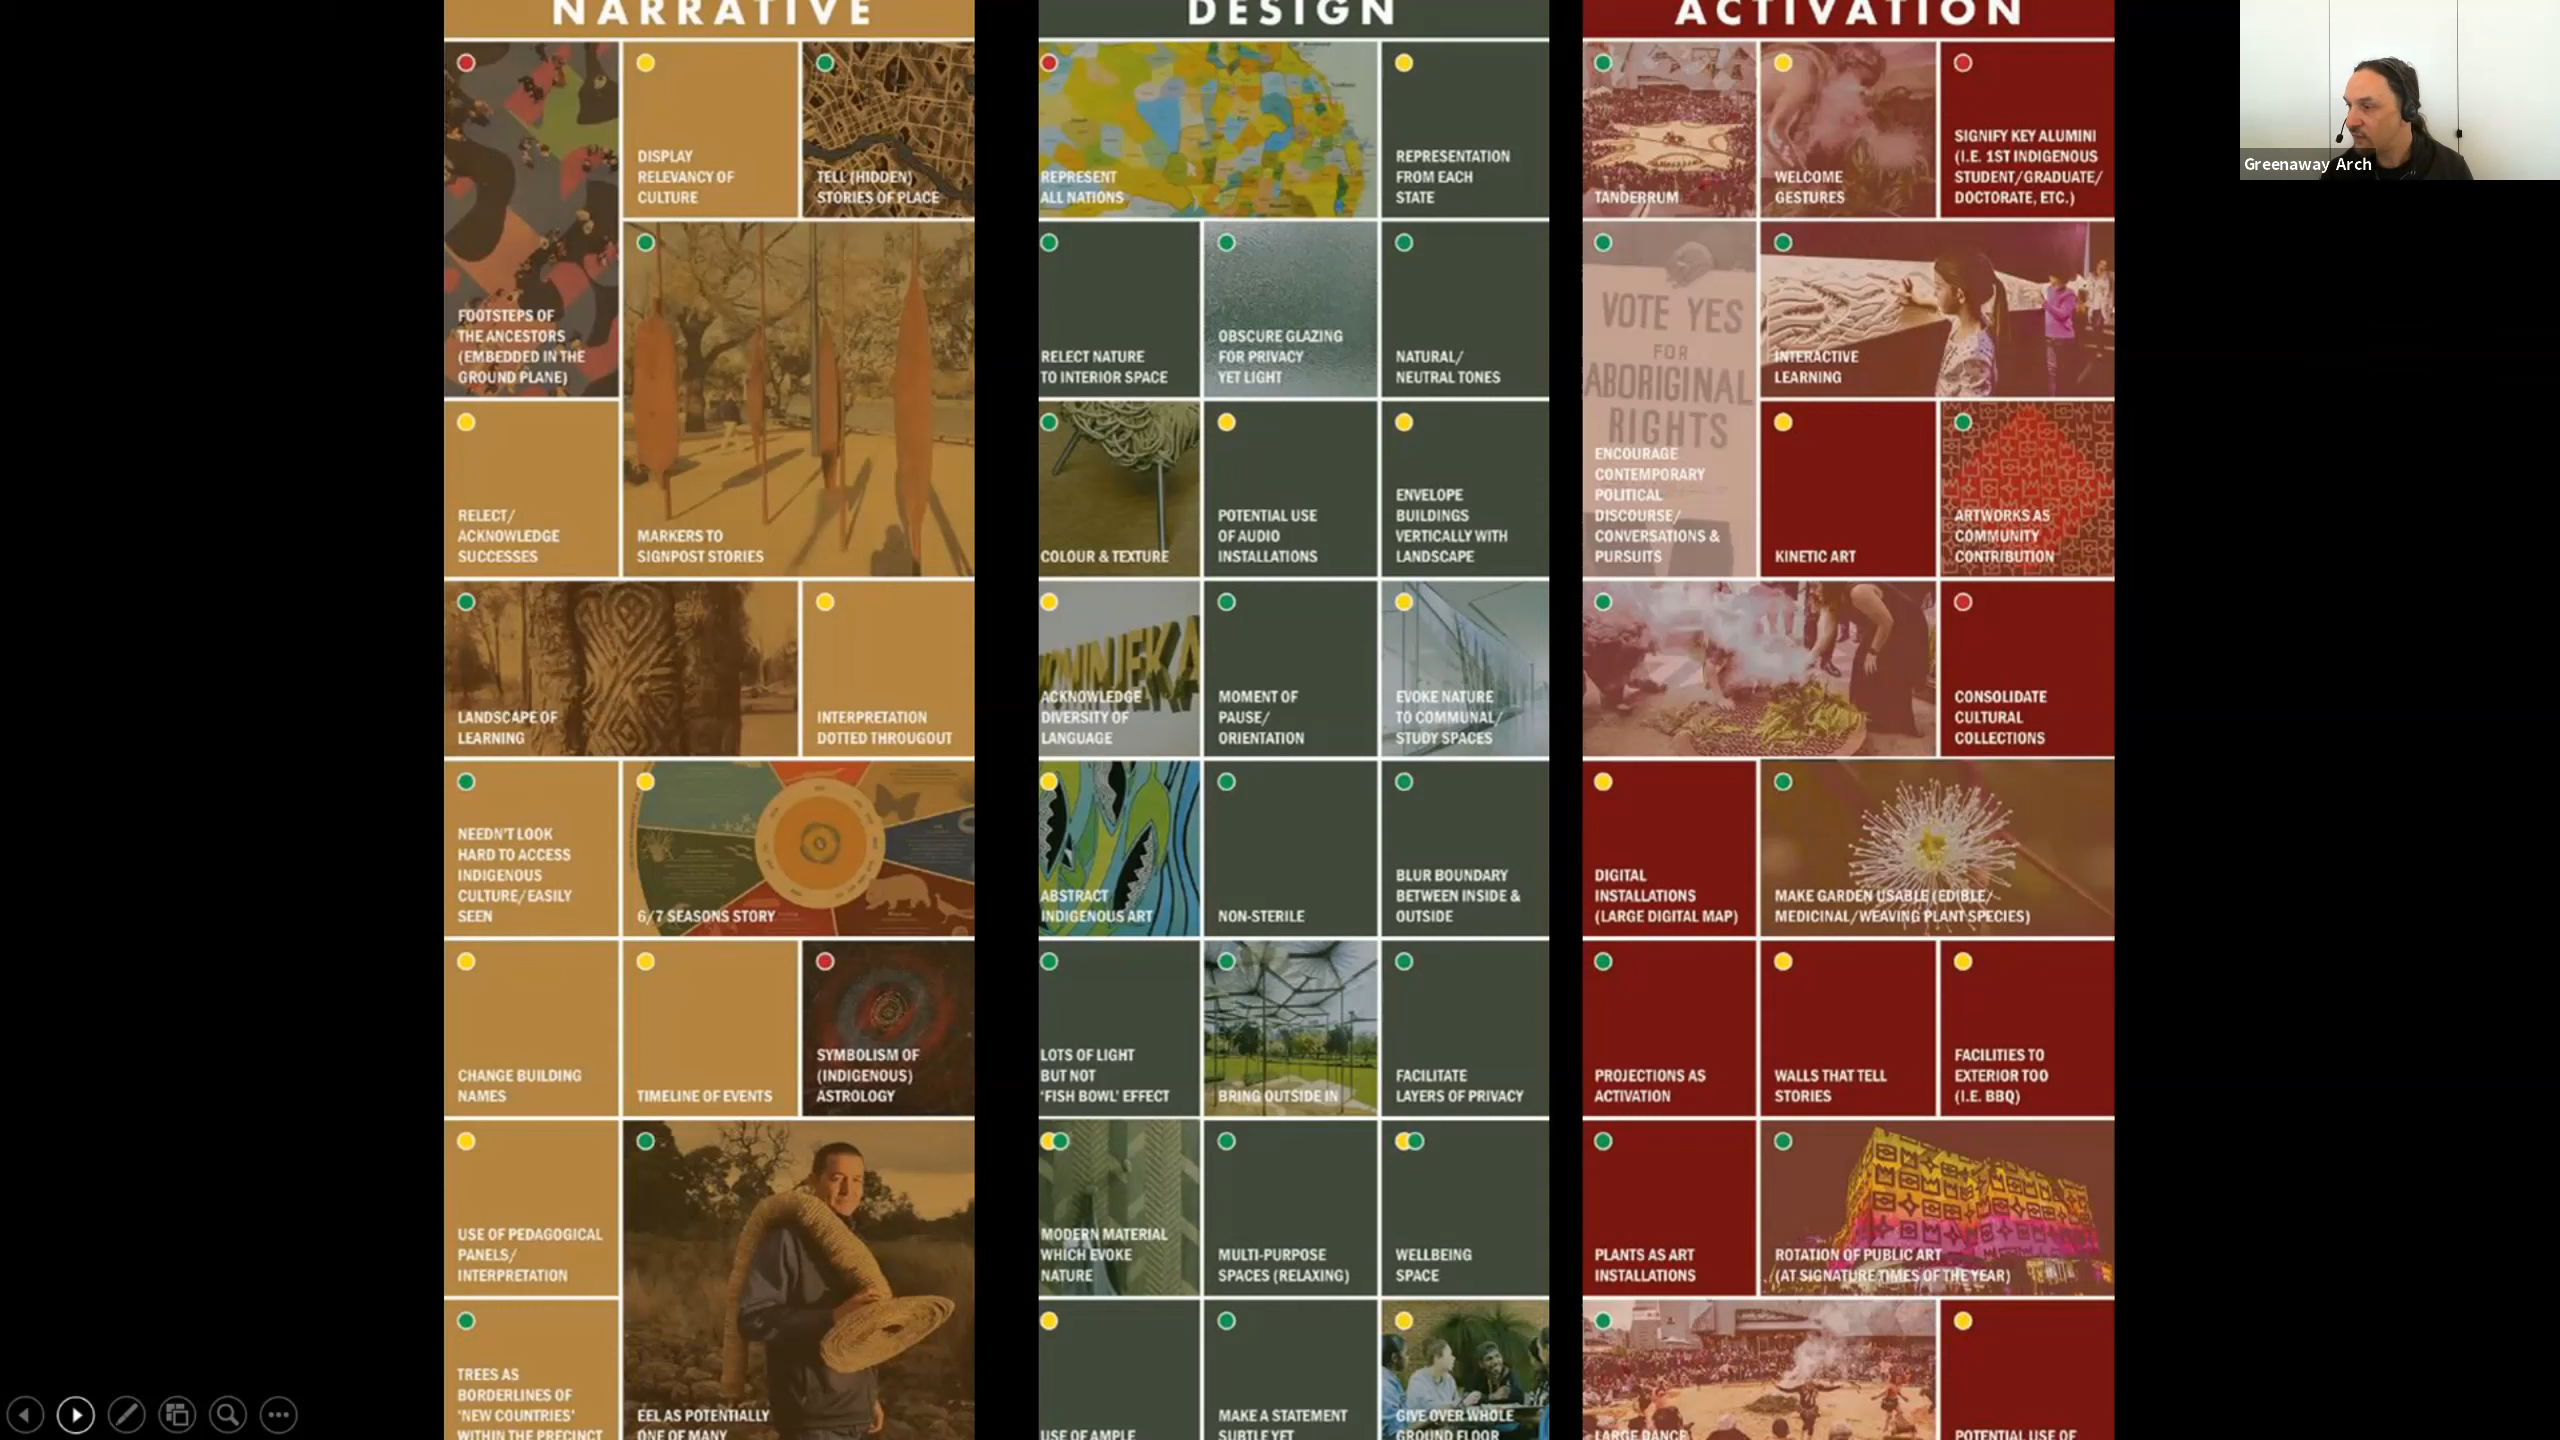 NARRATIVE
DISPLAY
RELEVANCY OF
CULTURE
TELL (HIDDEN)
STORIES OF PLACE
FOOTSTEPS OF
THE ANCESTORS
(EMBEDDED IN THE
GROUND PLANE)
RELECT/
ACKNOWLEDGE
SUCCESSES
MARKERS TO
SIGNPOST STORIES
LANDSCAPE OF
LEARNING
INTERPRETATION
DOTTED THROUGOUT
NEEDN'T LOOK
HARD TO ACCESS
INDIGENOUS
CULTURE/EASILY
SEEN
6/7 SEASONS STORY
CHANGE BUILDING
NAMES
TIMELINE OF EVENTS
SYMBOLISM OF
(INDIGENOUS)
ASTROLOGY
USE OF PEDAGOGICAL
PANELS/
INTERPRETATION
TREES AS
BORDERLINES OF
'NEW COUNTRIES'
WITHIN THE PRECINCT
EEL AS POTENTIALLY
ONE OF MANY
DESIGN
REPRESENT
ALL NATIONS
REPRESENTATION
FROM EACH
STATE
RELECT NATURE
TO INTERIOR SPACE
OBSCURE GLAZING
FOR PRIVACY
YET LIGHT
NATURAL/
NEUTRAL TONES
COLOUR & TEXTURE
POTENTIAL USE
OF AUDIO
INSTALLATIONS
ENVELOPE
BUILDINGS
VERTICALLY WITH
LANDSCAPE
WOMINJEKA
ACKNOWLEDGE
DIVERSITY OF
LANGUAGE
MOMENT OF
PAUSE/
ORIENTATION
EVOKE NATURE
TO COMMUNAL/
STUDY SPACES
ABSTRACT
INDIGENOUS ART
NON-STERILE
BLUR BOUNDARY
BETWEEN INSIDE &
OUTSIDE
LOTS OF LIGHT
BUT NOT
'FISH BOWL' EFFECT
BRING OUTSIDE IN
FACILITATE
LAYERS OF PRIVACY
MODERN MATERIAL
WHICH EVOKE
NATURE
MULTI-PURPOSE
SPACES (RELAXING)
WELLBEING
SPACE
USE OF AMPLE
MAKE A STATEMENT
SUBTLE YET
GIVE OVER WHOLE
GROUND FLOOR
ACTIVATION
TANDERRUM
WELCOME
GESTURES
SIGNIFY KEY ALUMINI
(I.E. 1ST INDIGENOUS
STUDENT/GRADUATE/
DOCTORATE, ETC.)
VOTE YES
FOR
ABORIGINAL
RIGHTS
ENCOURAGE
CONTEMPORARY
POLITICAL
DISCOURSE/
CONVERSATIONS &
PURSUITS
INTERACTIVE
LEARNING
KINETIC ART
ARTWORKS AS
COMMUNITY
CONTRIBUTION
CONSOLIDATE
CULTURAL
COLLECTIONS
DIGITAL
INSTALLATIONS
(LARGE DIGITAL MAP)
MAKE GARDEN USABLE (EDIBLE/
MEDICINAL/WEAVING PLANT SPECIES)
PROJECTIONS AS
ACTIVATION
WALLS THAT TELL
STORIES
FACILITIES TO
EXTERIOR TOO
(I.E. BBQ)
PLANTS AS ART
INSTALLATIONS
ROTATION OF PUBLIC ART
(AT SIGNATURE TIMES OF THE YEAR)
LARGE DANCE
POTENTIAL USE OF
Greenaway Arch